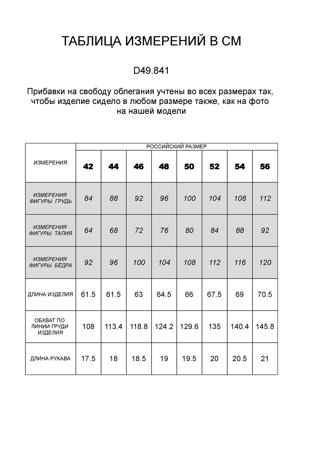 ТАБЛИЦА ИЗМЕРЕНИЙ В СМ
D49.841
Прибавки на свободу облегания учтены во всех размерах так,
чтобы изделие сидело в любом размере также, как на фото
на нашей модели
РОССИЙСКИЙ РАЗМЕР
ИЗМЕРЕНИЯ 42 44 46 48 50 52 54 56
ИЗМЕРЕНИЯ
ФИГУРЫ. ГРУДЬ 84 88 92 96 100 104 108 112
ИЗМЕРЕНИЯ
ФИГУРЫ. ТАЛИЯ 64 68 72 76 80 84 88 92
ИЗМЕРЕНИЯ
ФИГУРЫ. БЁДРА 92 96 100 104 108 112 116 120
ДЛИНА ИЗДЕЛИЯ 61.5 61.5 63 64.5 66 67.5 69 70.5
ОБХВАТ ПО
ЛИНИИ ГРУДИ
ИЗДЕЛИЯ 108 113.4 118.8 124.2 129.6 135 140.4 145.8
ДЛИНА РУКАВА 17.5 18 18.5 19 19.5 20 20.5 21